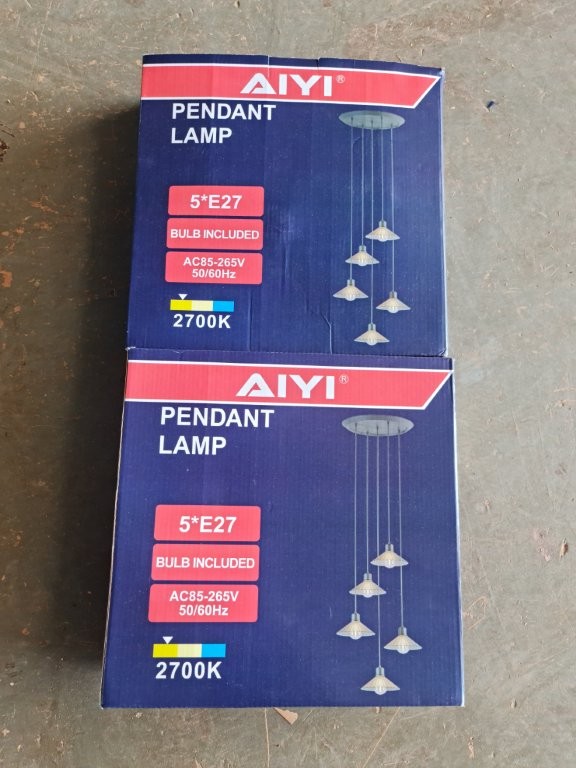 AIYI®
PENDANT
LAMP
5*E27
BULB INCLUDED
AC85-265V
50/60Hz
2700K
AIYI®
PENDANT
LAMP
5*E27
BULB INCLUDED
AC85-265V
50/60Hz
2700K